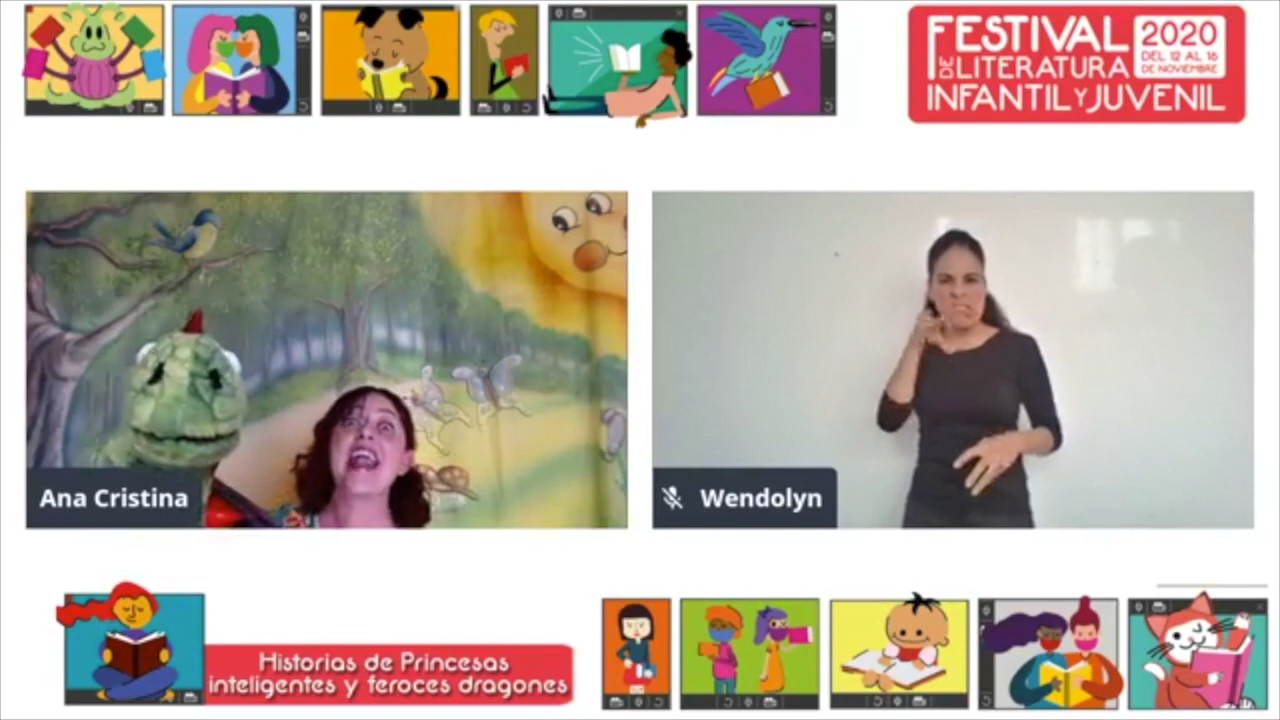 FESTIVAL
DE LITERATURA
INFANTIL Y JUVENIL
2020
DEL 12 AL 16
DE NOVIEMBRE
Ana Cristina
Wendolyn
Historias de Princesas
inteligentes y feroces dragones